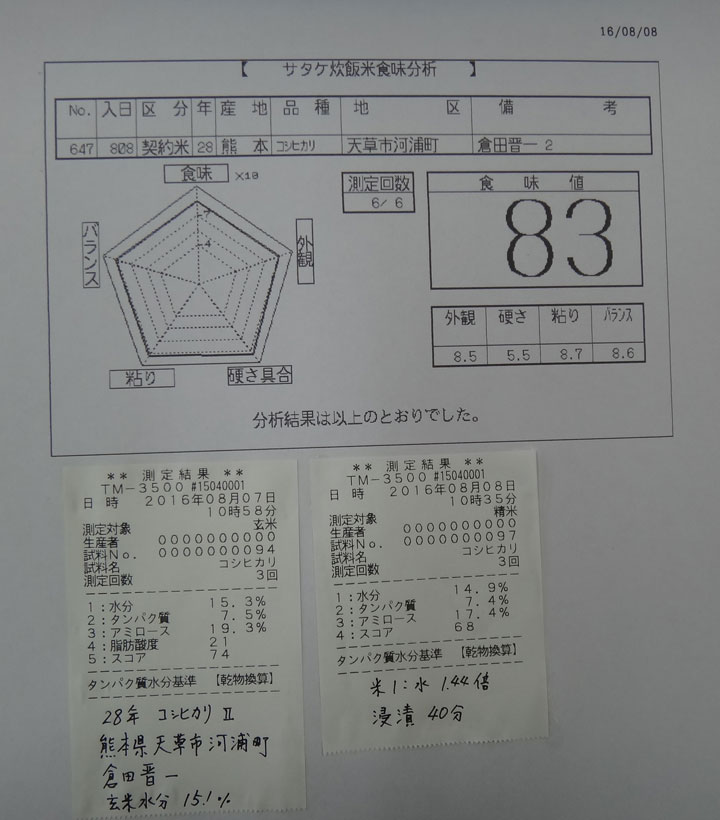 16/08/08
【 サタケ炊飯米食味分析 】
No. 入日 区分 年 産地 品種 地区 備考
647 808 契約米 28 熊本 コシヒカリ 天草市河浦町 倉田晋一 2
食味 ×10
7
4
バランス
外観
粘り
硬さ具合
測定回数
6/ 6
食味値
83
外観 硬さ 粘り バランス
8.5 5.5 8.7 8.6
分析結果は以上のとおりでした。
** 測定結果 **
TM-3500 #15040001
日 時 2016年08月07日
10時58分
測定対象 玄米
生産者 0000000000
試料No. 0000000094
試料名 コシヒカリ
測定回数 3回
1:水分 15.3%
2:タンパク質 7.5%
3:アミロース 19.3%
4:脂肪酸度 21
5:スコア 74
タンパク質水分基準 【乾物換算】
28年 コシヒカリ Ⅱ
熊本県天草市河浦町
倉田晋一
玄米水分 15.1%
** 測定結果 **
TM-3500 #15040001
日 時 2016年08月08日
10時35分
測定対象 精米
生産者 0000000000
試料No. 0000000097
試料名 コシヒカリ
測定回数 3回
1:水分 14.9%
2:タンパク質 7.4%
3:アミロース 17.4%
4:スコア 68
タンパク質水分基準 【乾物換算】
米1:水 1.44倍
浸漬 40分